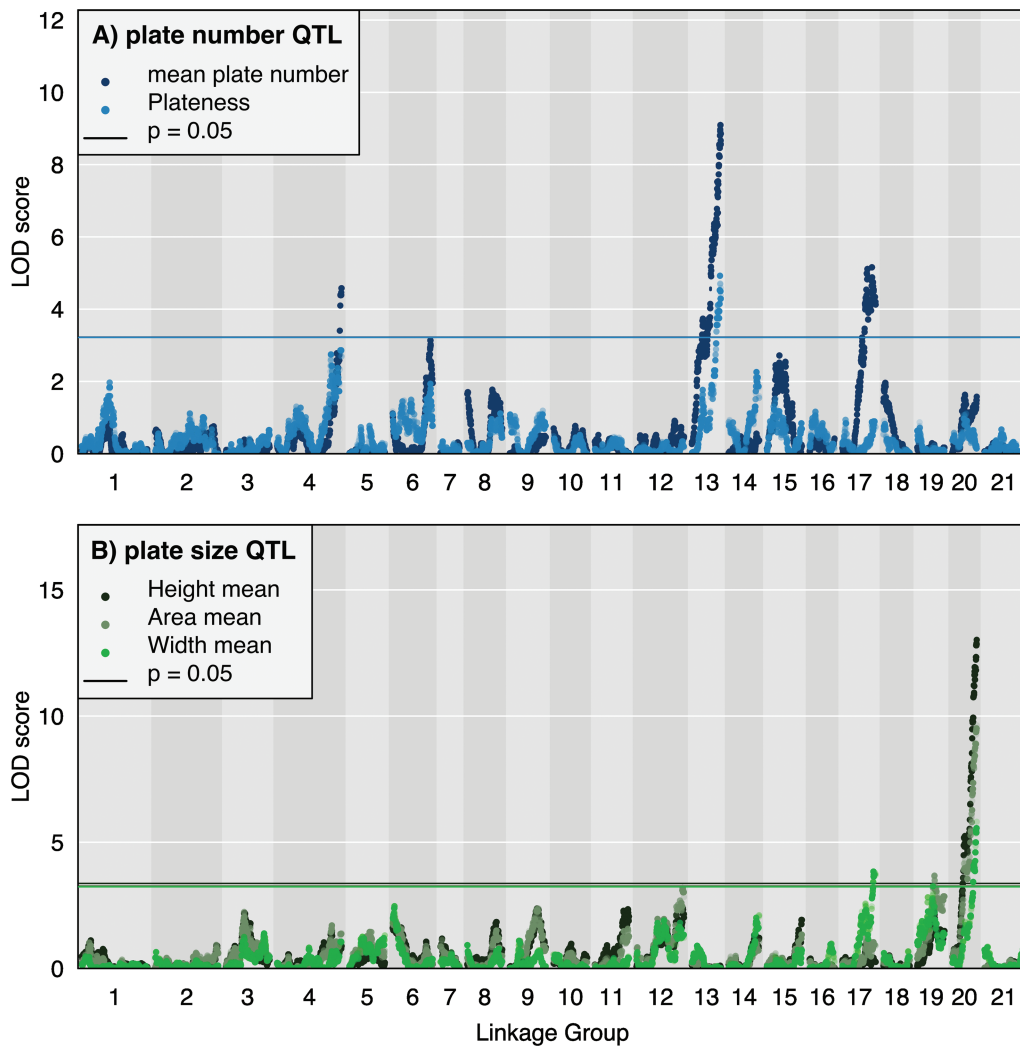 A) plate number QTL
mean plate number
Plateness
p = 0.05
12
10
8
6
4
2
0
LOD score
1 2 3 4 5 6 7 8 9 10 11 12 13 14 15 16 17 18 19 20 21
B) plate size QTL
Height mean
Area mean
Width mean
p = 0.05
15
10
5
0
LOD score
1 2 3 4 5 6 7 8 9 10 11 12 13 14 15 16 17 18 19 20 21
Linkage Group